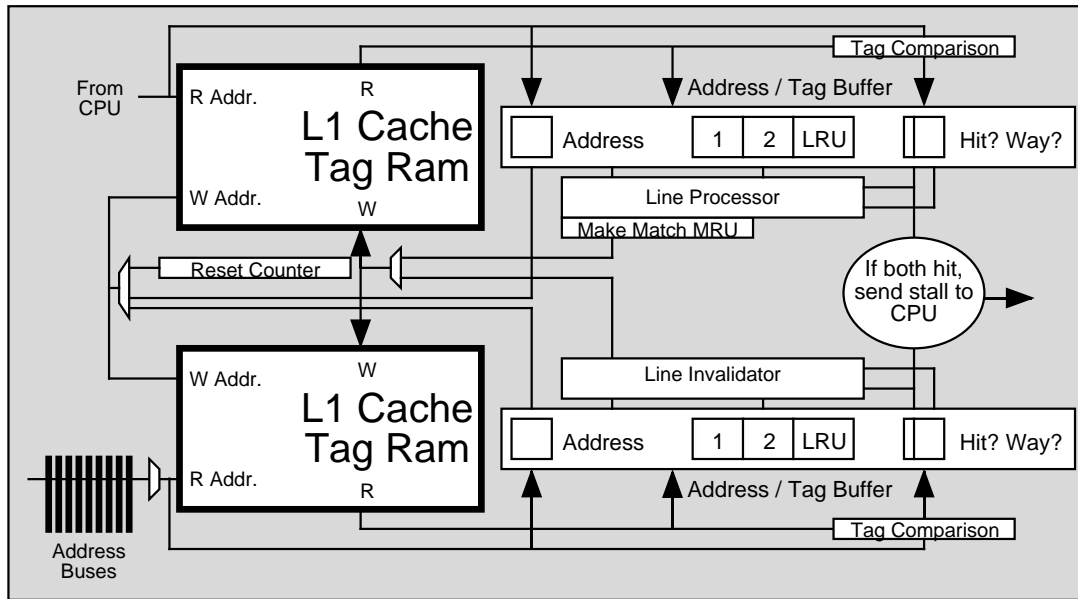 Tag Comparison
From
CPU
R Addr.
R
L1 Cache
Tag Ram
W Addr.
W
Address / Tag Buffer
Address
1
2
LRU
Hit? Way?
Line Processor
Make Match MRU
Reset Counter
If both hit,
send stall to
CPU
W Addr.
W
L1 Cache
Tag Ram
R Addr.
R
Line Invalidator
Address
1
2
LRU
Hit? Way?
Address / Tag Buffer
Tag Comparison
Address
Buses